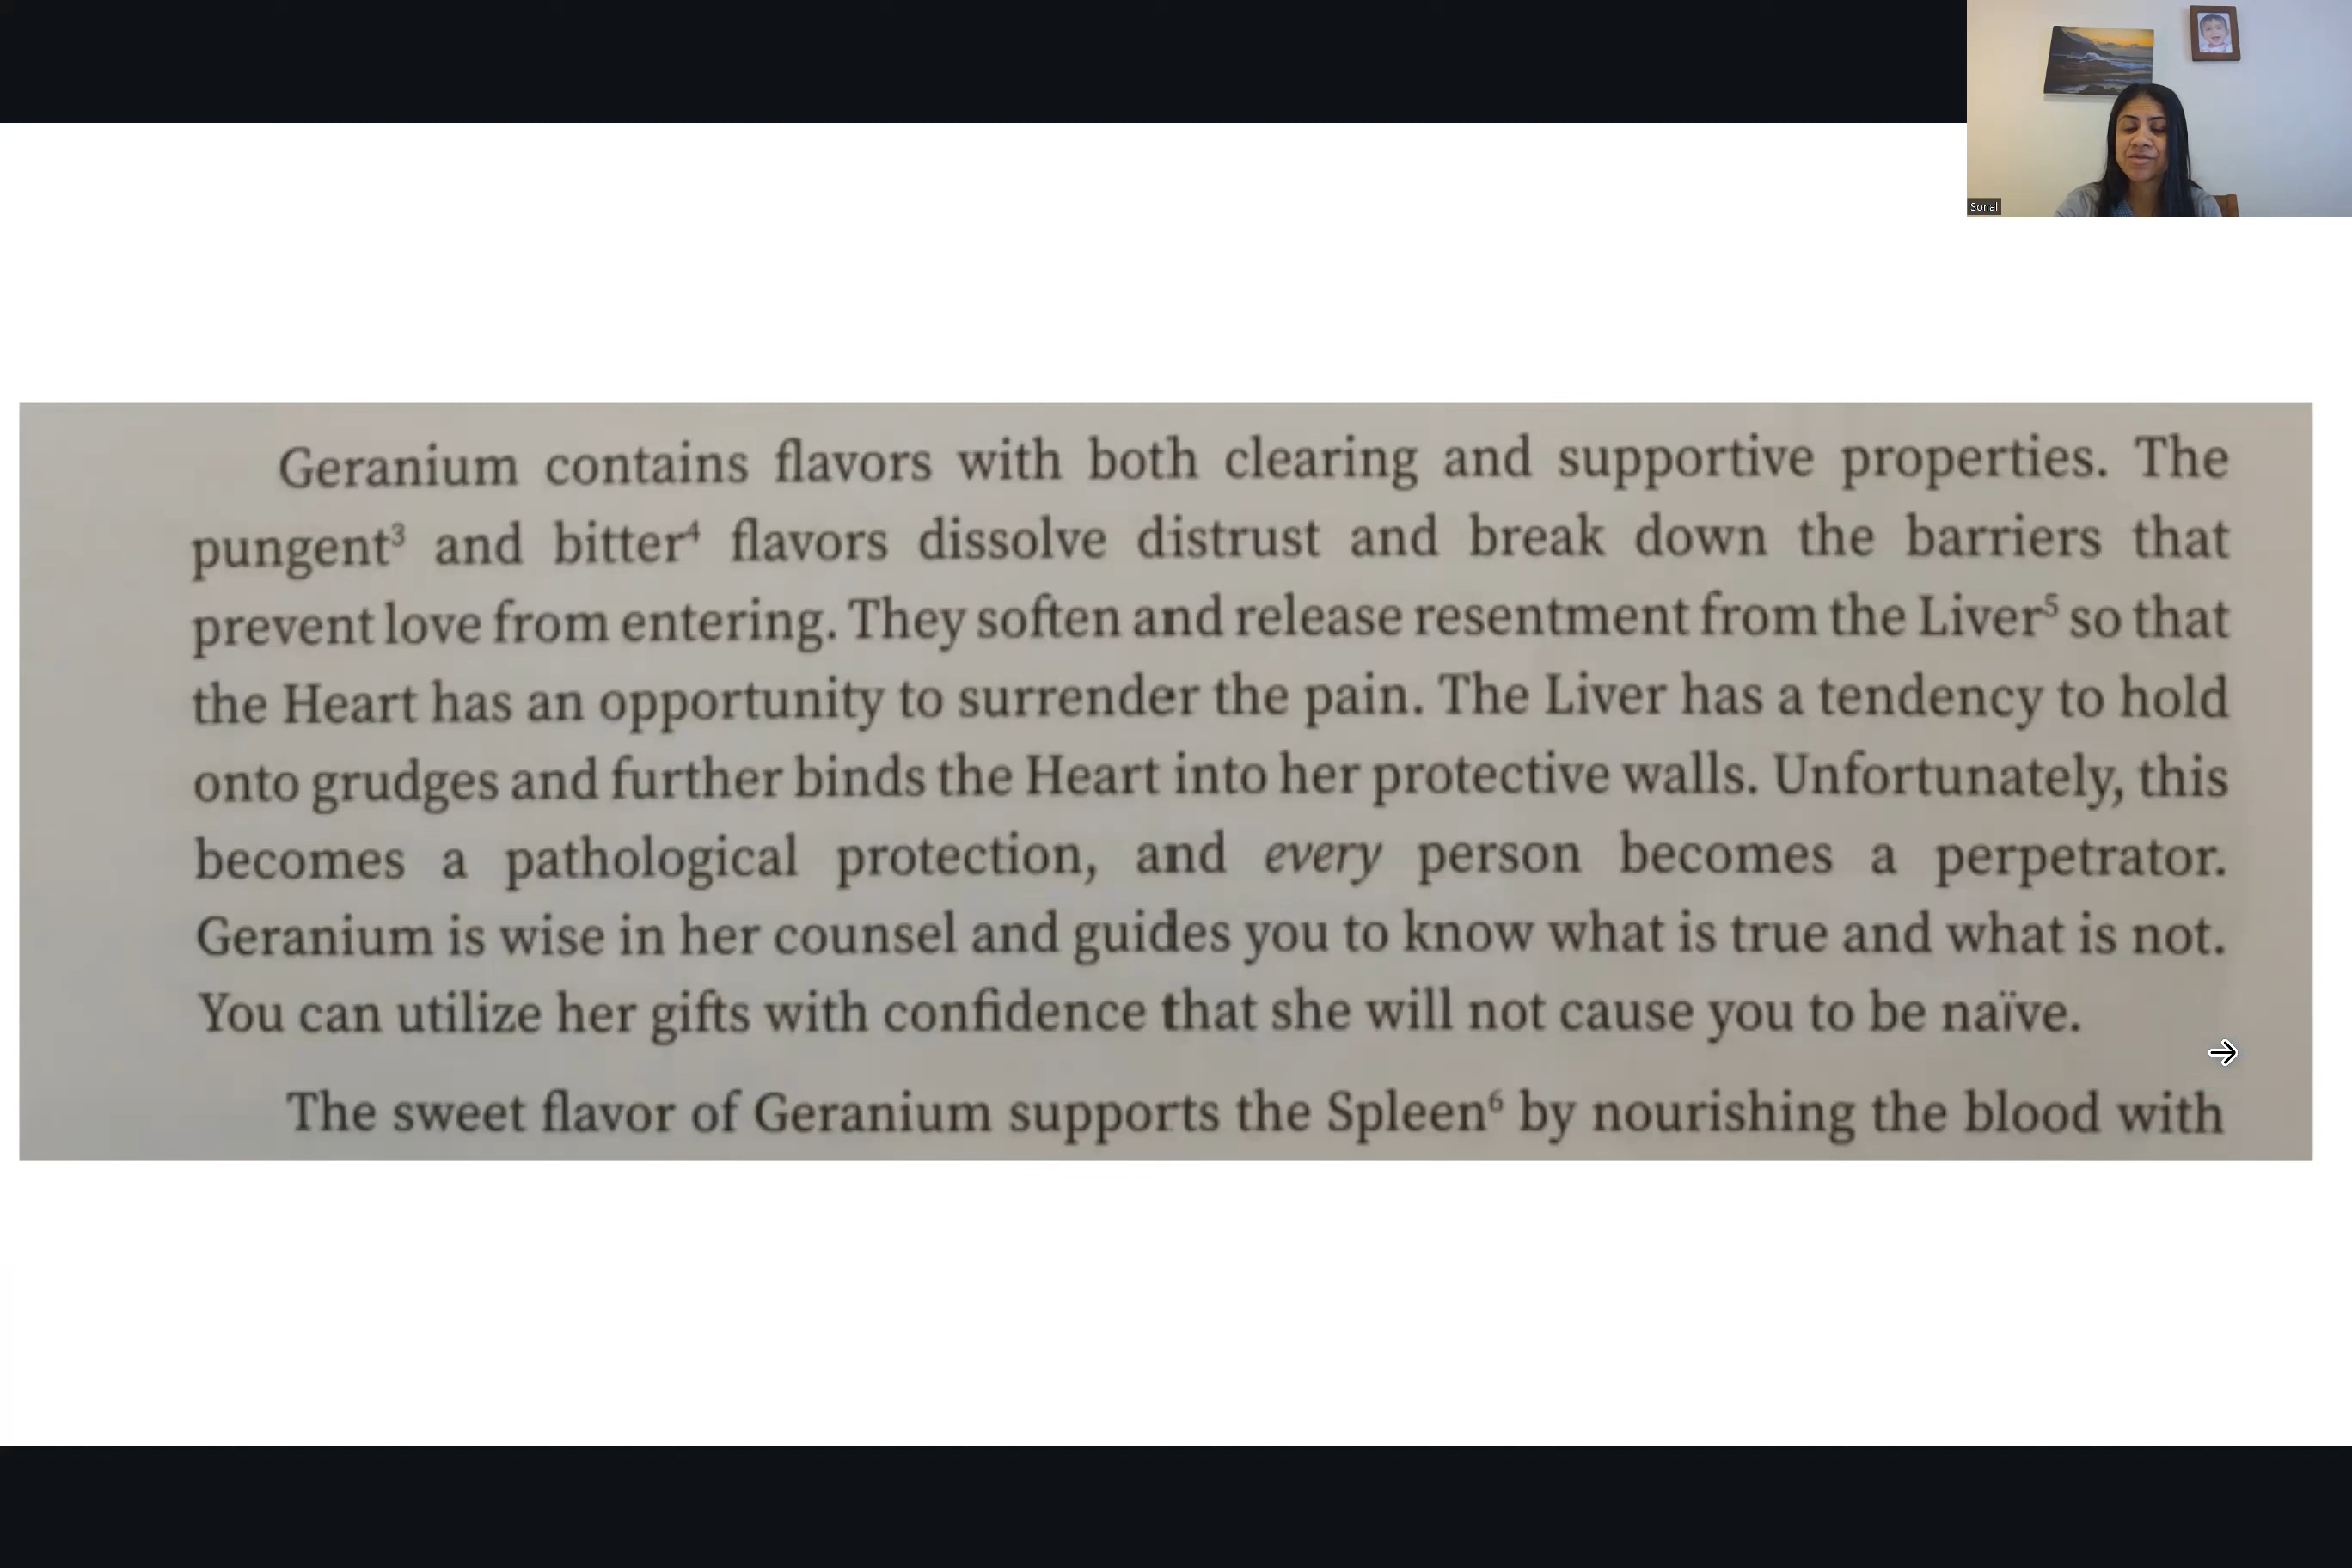 Sonal
Geranium contains flavors with both clearing and supportive properties. The
pungent³ and bitter⁴ flavors dissolve distrust and break down the barriers that
prevent love from entering. They soften and release resentment from the Liver⁵ so that
the Heart has an opportunity to surrender the pain. The Liver has a tendency to hold
onto grudges and further binds the Heart into her protective walls. Unfortunately, this
becomes a pathological protection, and every person becomes a perpetrator.
Geranium is wise in her counsel and guides you to know what is true and what is not.
You can utilize her gifts with confidence that she will not cause you to be naïve.
The sweet flavor of Geranium supports the Spleen⁶ by nourishing the blood with